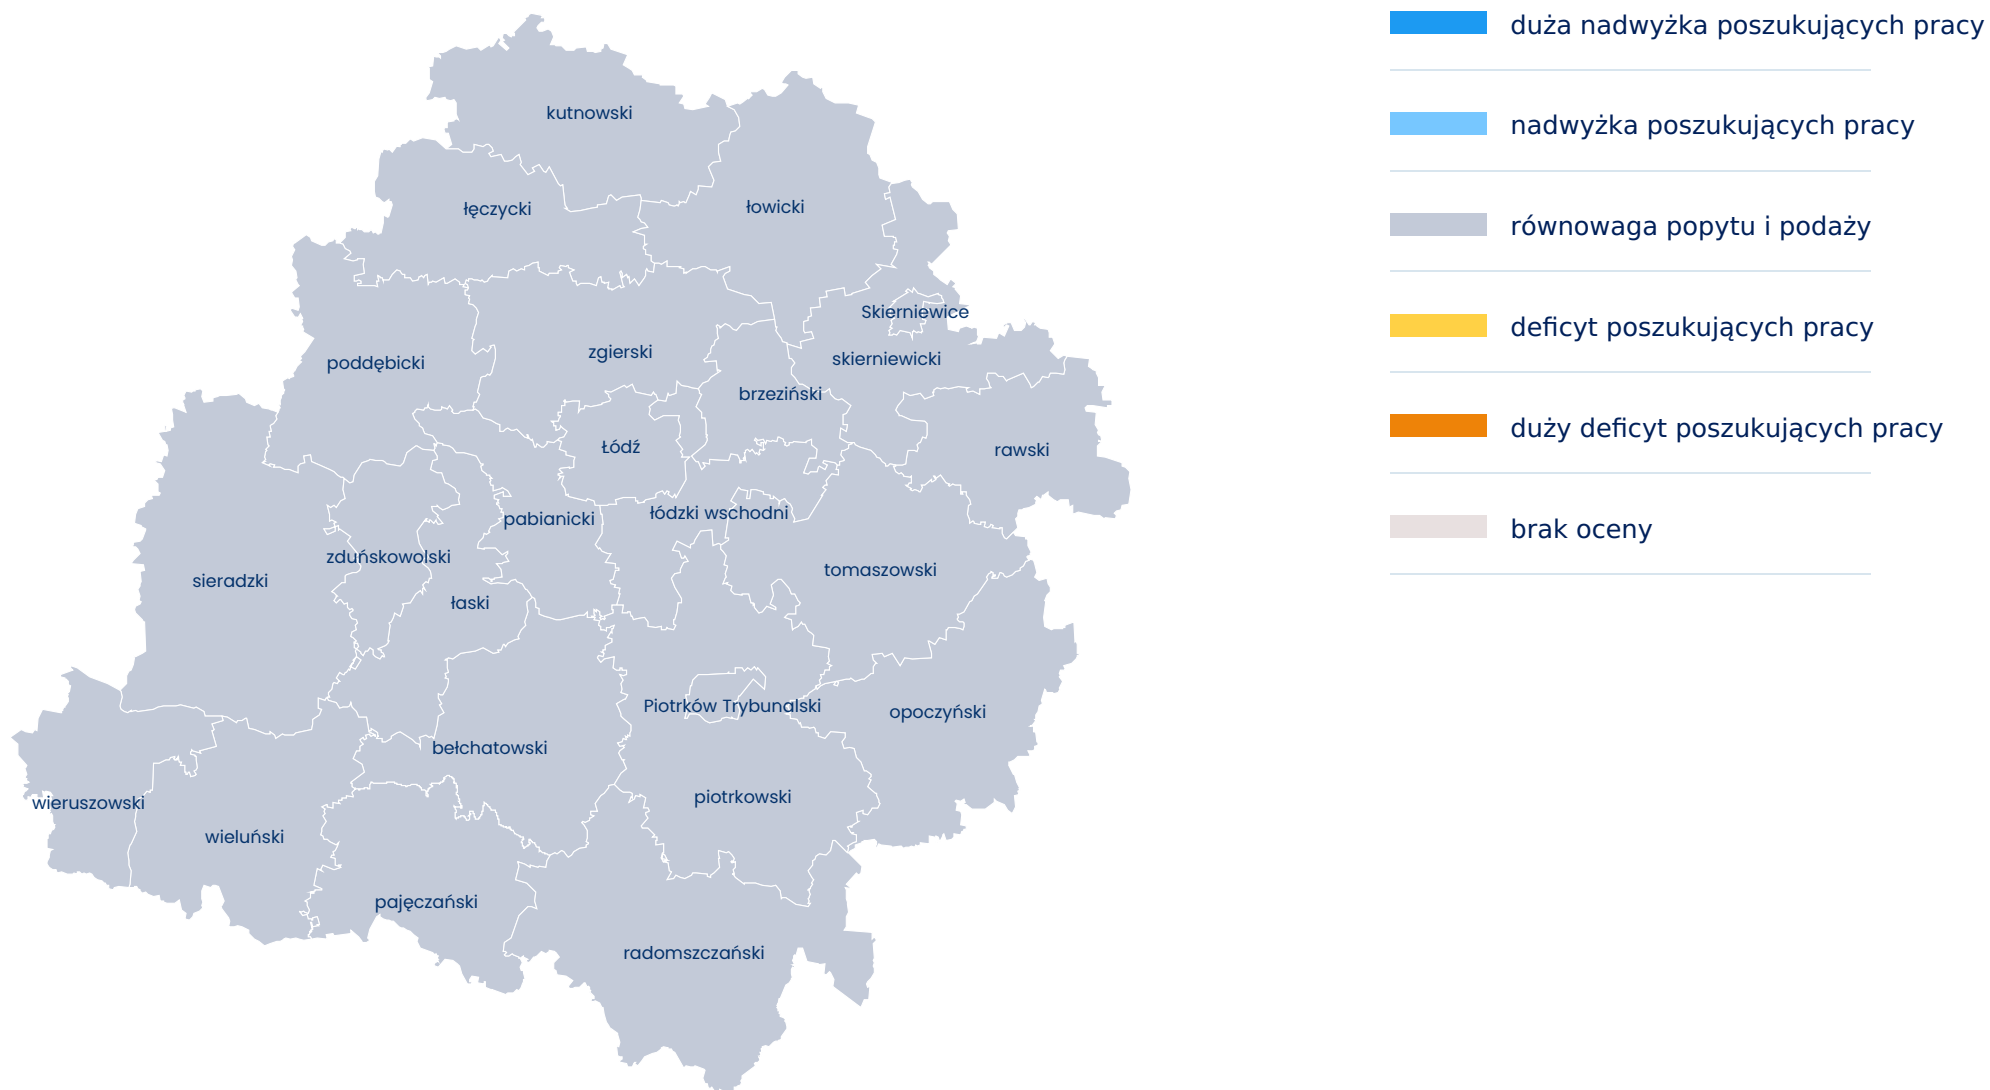 duża nadwyżka poszukujących pracy
nadwyżka poszukujących pracy
równowaga popytu i podaży
deficyt poszukujących pracy
duży deficyt poszukujących pracy
brak oceny
kutnowski
łęczycki
łowicki
Skierniewice
zgierski
skierniewicki
poddębicki
brzeziński
Łódź
rawski
łódzki wschodni
pabianicki
zduńskowolski
tomaszowski
sieradzki
łaski
Piotrków Trybunalski
opoczyński
bełchatowski
piotrkowski
wieruszowski
wieluński
pajęczański
radomszczański